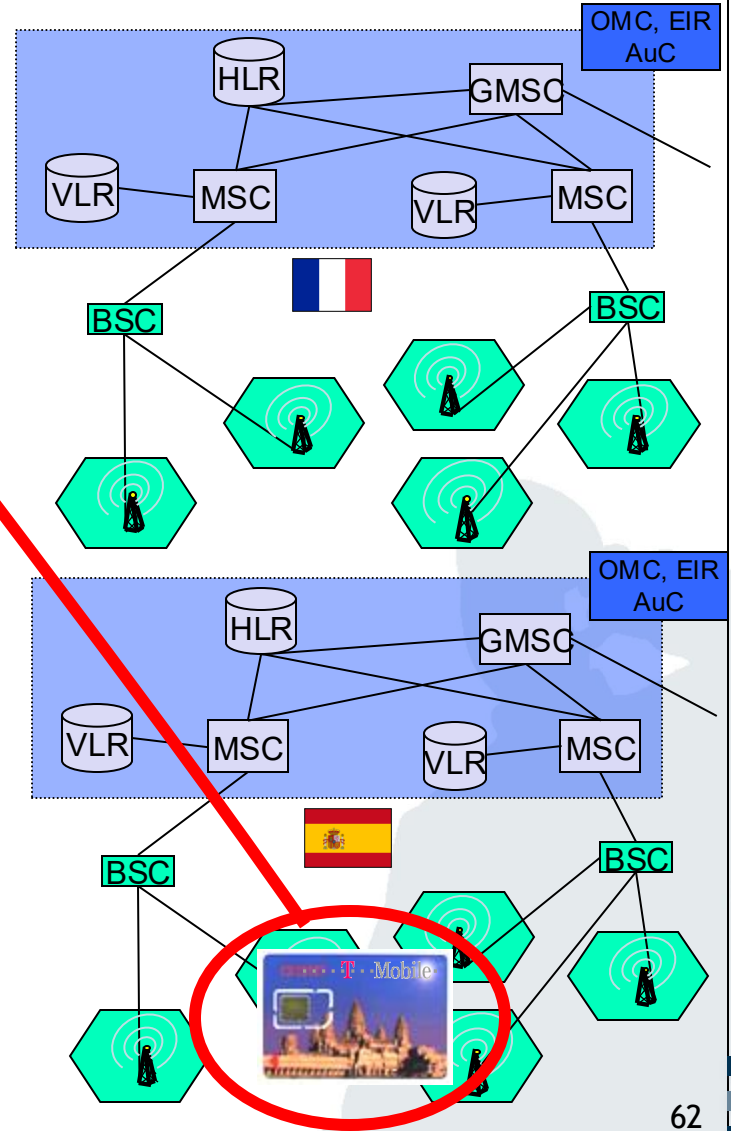 OMC, EIR
AuC
HLR
GMSC
VLR
MSC
VLR
MSC
BSC
BSC
OMC, EIR
AuC
HLR
GMSC
VLR
MSC
VLR
MSC
BSC
BSC
T··Mobile
62